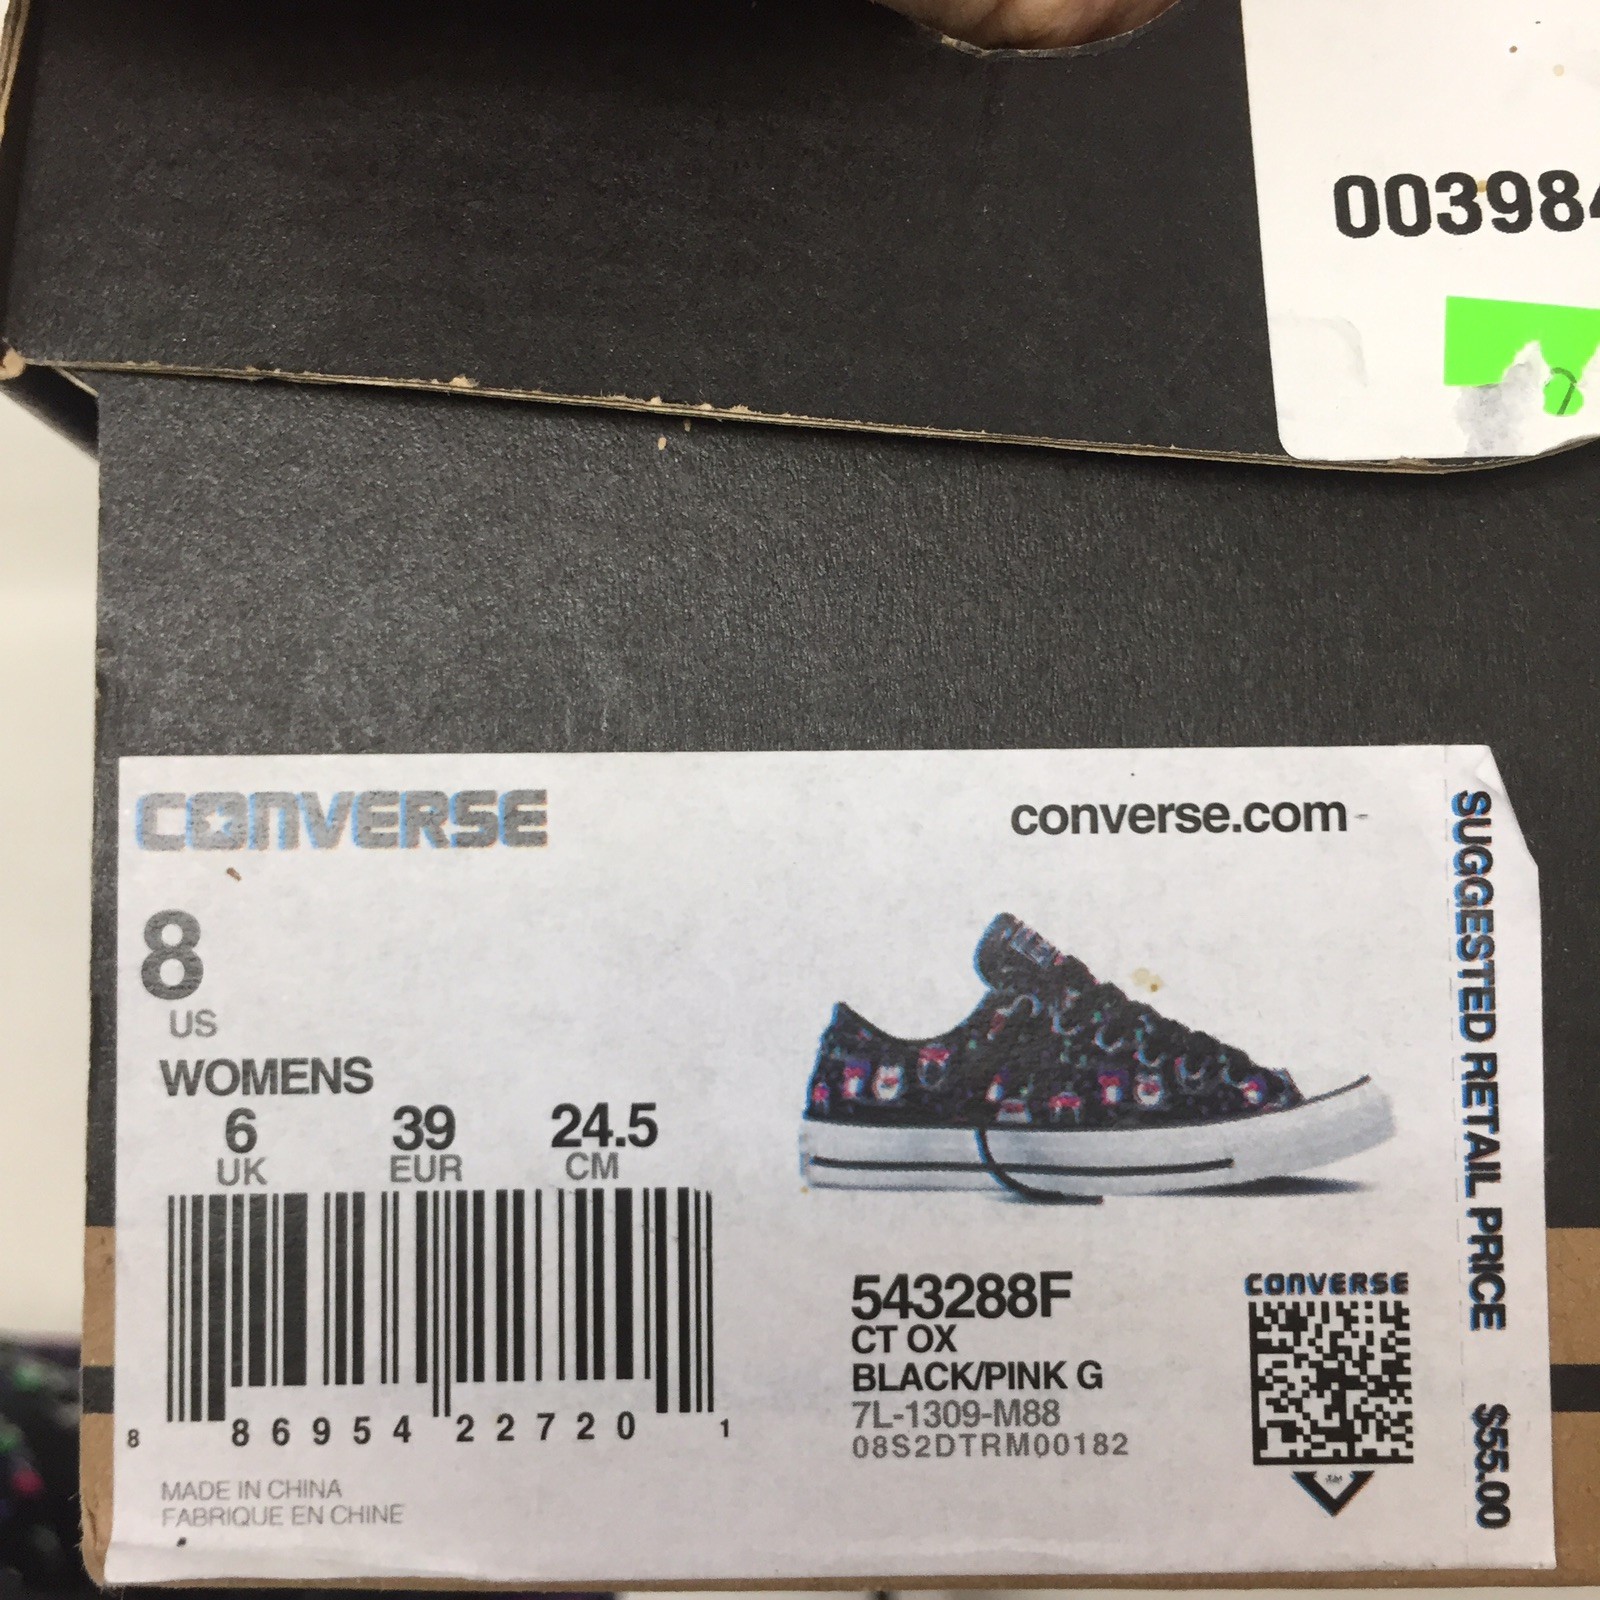 CONVERSE
converse.com
8
US
WOMENS
6 39 24.5
UK EUR CM
8 86954 22720 1
MADE IN CHINA
FABRIQUE EN CHINE
543288F
CT OX
BLACK/PINK G
7L-1309-M88
08S2DTRM00182
CONVERSE
SUGGESTED RETAIL PRICE $55.00